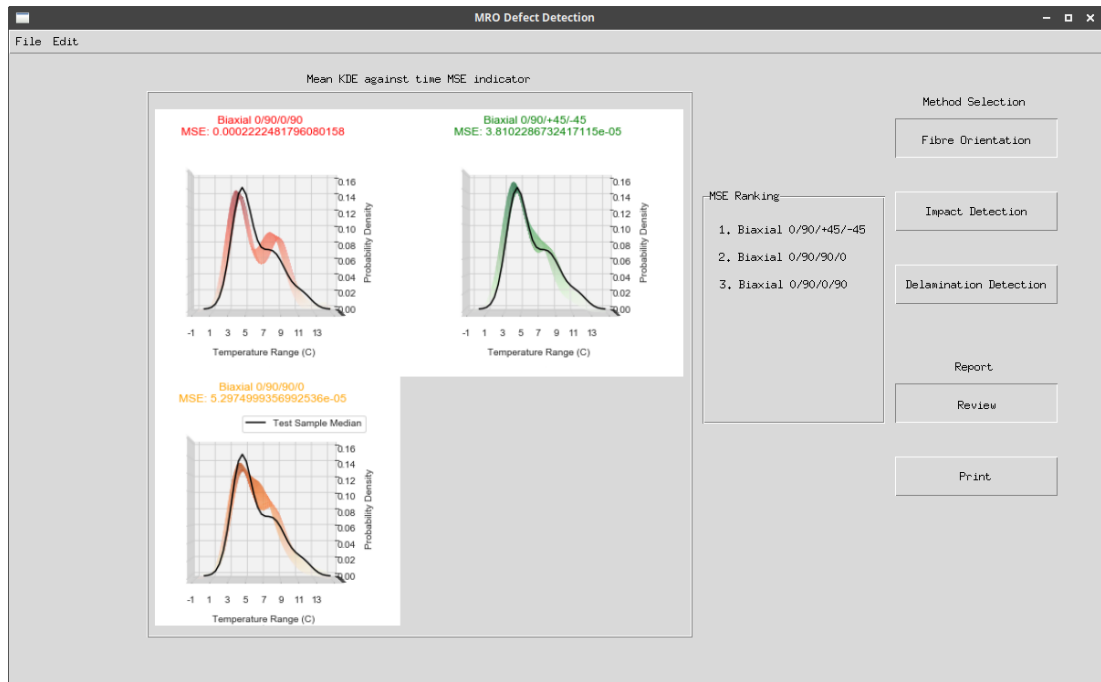 MRO Defect Detection
File Edit
Mean KDE against time MSE indicator
Biaxial 0/90/0/90
MSE: 0.0002222481796080158
0.16
0.14
0.12
0.10
0.08
0.06
0.04
0.02
0.00
Probability Density
-1 1 3 5 7 9 11 13
Temperature Range (C)
Biaxial 0/90/+45/-45
MSE: 3.8102286732417115e-05
0.16
0.14
0.12
0.10
0.08
0.06
0.04
0.02
0.00
Probability Density
-1 1 3 5 7 9 11 13
Temperature Range (C)
Biaxial 0/90/90/0
MSE: 5.2974999356992536e-05
Test Sample Median
0.16
0.14
0.12
0.10
0.08
0.06
0.04
0.02
0.00
Probability Density
-1 1 3 5 7 9 11 13
Temperature Range (C)
MSE Ranking
1. Biaxial 0/90/+45/-45
2. Biaxial 0/90/90/0
3. Biaxial 0/90/0/90
Method Selection
Fibre Orientation
Impact Detection
Delamination Detection
Report
Review
Print